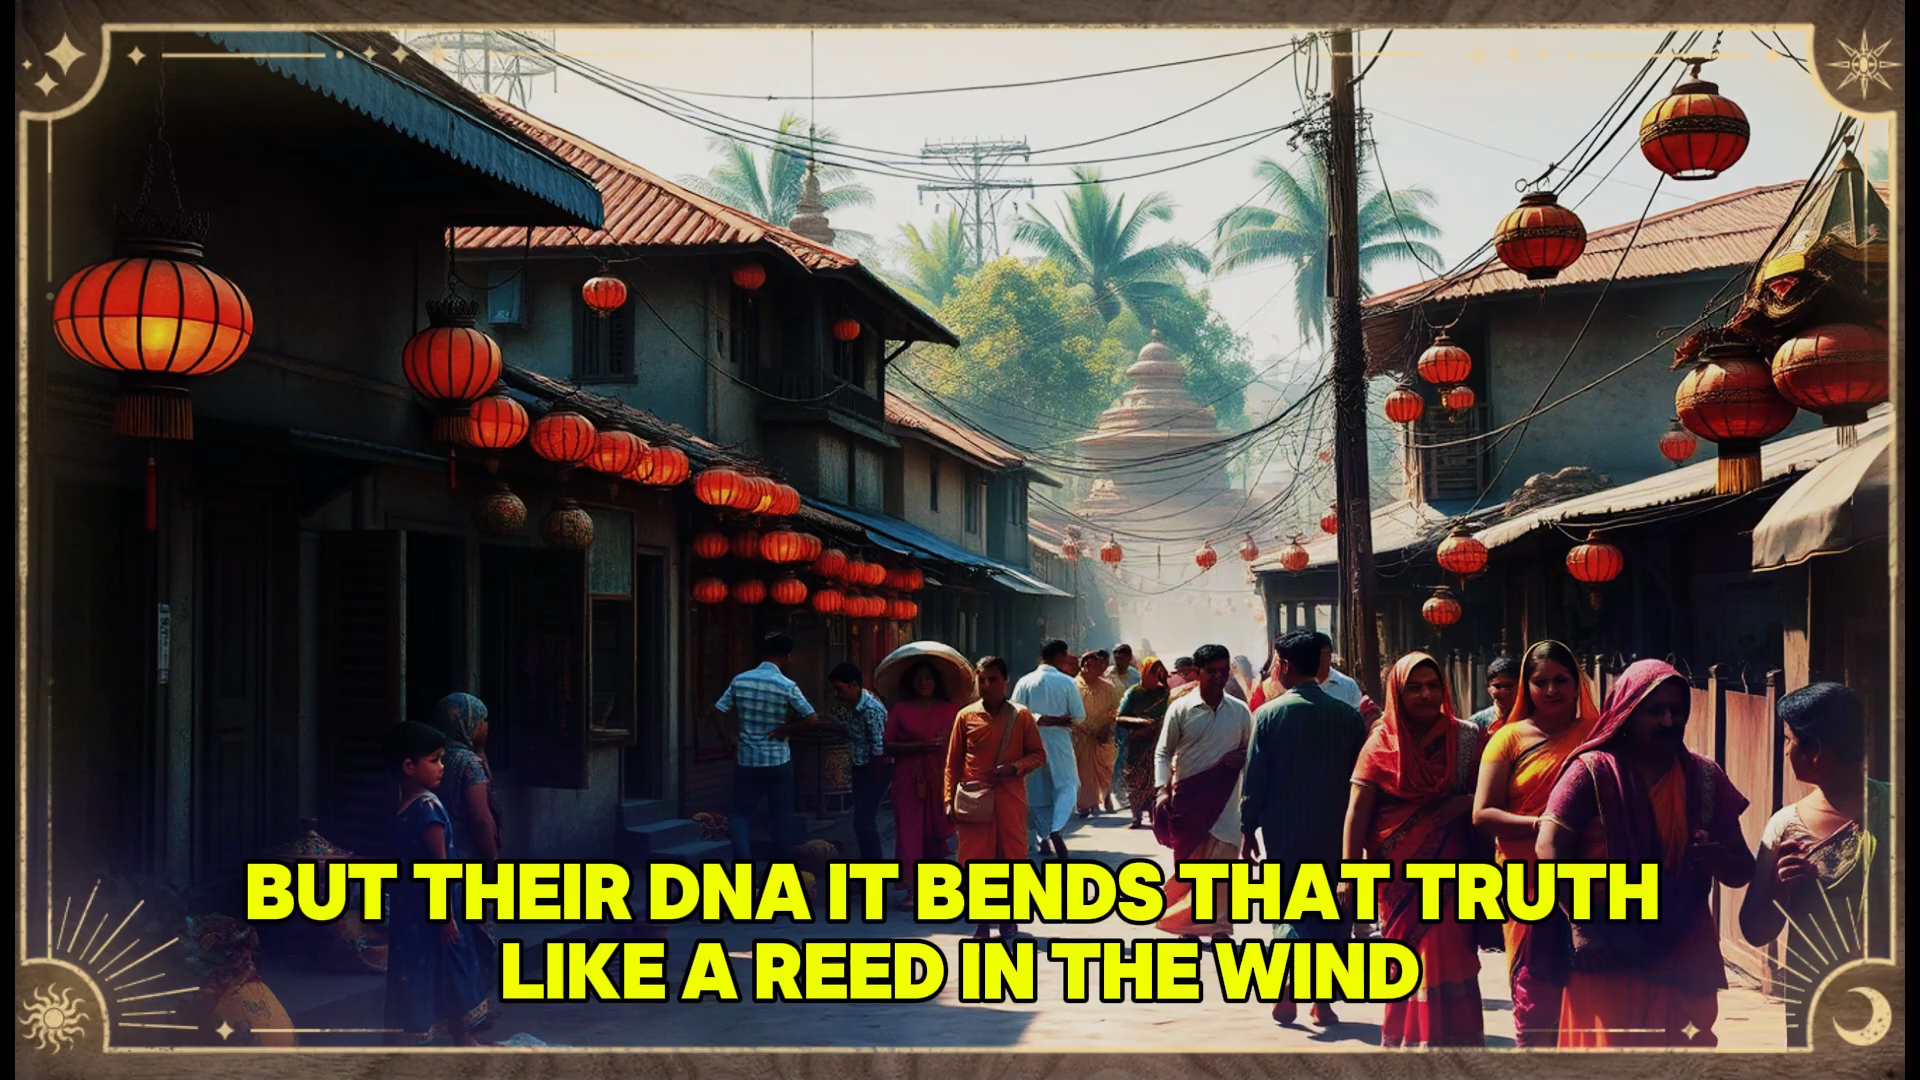 BUT THEIR DNA IT BENDS THAT TRUTH
LIKE A REED IN THE WIND